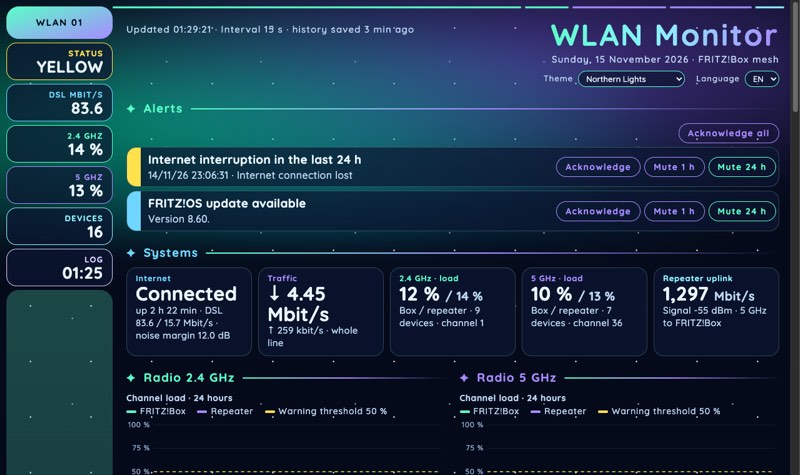 WLAN 01
STATUS
YELLOW
DSL MBIT/S
83.6
2.4 GHZ
14 %
5 GHZ
13 %
DEVICES
16
LOG
01:25
Updated 01:29:21 · Interval 15 s · history saved 3 min ago
WLAN Monitor
Sunday, 15 November 2026 · FRITZ!Box mesh
Theme Northern Lights Language EN
Alerts
Acknowledge all
Internet interruption in the last 24 h
14/11/26 23:06:31 · Internet connection lost
Acknowledge Mute 1 h Mute 24 h
FRITZ!OS update available
Version 8.60.
Acknowledge Mute 1 h Mute 24 h
Systems
Internet
Connected
up 2 h 22 min · DSL
83.6 / 15.7 Mbit/s ·
noise margin 12.0 dB
Traffic
↓ 4.45
Mbit/s
↑ 259 kbit/s · whole
line
2.4 GHz · load
12 % / 14 %
Box / repeater · 9
devices · channel 1
5 GHz · load
10 % / 13 %
Box / repeater · 7
devices · channel 36
Repeater uplink
1,297 Mbit/s
Signal -55 dBm · 5 GHz
to FRITZ!Box
Radio 2.4 GHz
Channel load · 24 hours
FRITZ!Box Repeater Warning threshold 50 %
100 %
75 %
50 %
Radio 5 GHz
Channel load · 24 hours
FRITZ!Box Repeater Warning threshold 50 %
100 %
75 %
50 %